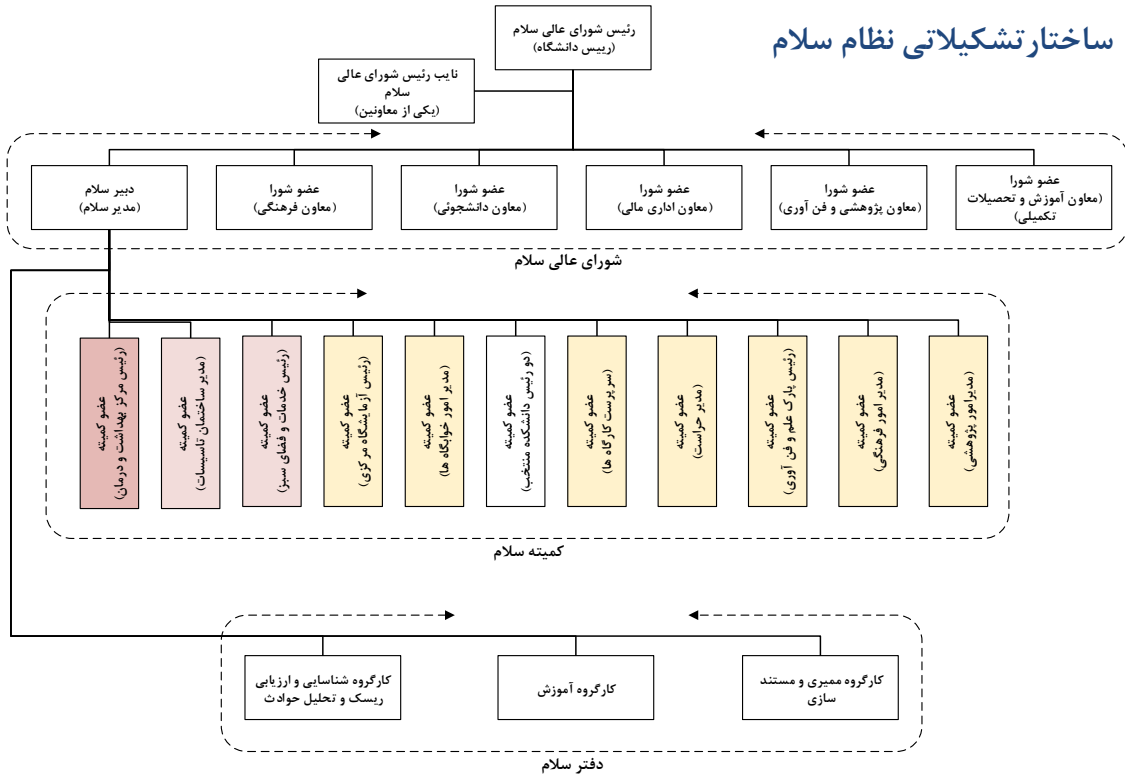 ساختار تشکیلاتی نظام سلام
رئیس شورای عالی سلام
(رییس دانشگاه)
نایب رئیس شورای عالی
سلام
(یکی از معاونین)
عضو شورا
(معاون آموزش و تحصیلات
تکمیلی)
عضو شورا
(معاون پژوهشی و فن آوری)
عضو شورا
(معاون اداری مالی)
عضو شورا
(معاون دانشجوئی)
عضو شورا
(معاون فرهنگی)
دبیر سلام
(مدیر سلام)
شورای عالی سلام
عضو کمیته
(مدیرامور پژوهشی)
عضو کمیته
(مدیر امور فرهنگی)
عضو کمیته
(رئیس پارک علم و فن آوری)
عضو کمیته
(مدیر حراست)
عضو کمیته
(سرپرست کارگاه ها)
عضو کمیته
(دو رئیس دانشکده منتخب)
عضو کمیته
(مدیر امور خوابگاه ها)
عضو کمیته
(رئیس آزمایشگاه مرکزی)
عضو کمیته
(رئیس خدمات و فضای سبز)
عضو کمیته
(مدیر ساختمان تاسیسات)
عضو کمیته
(رئیس مرکز بهداشت و درمان)
کمیته سلام
کارگروه ممیری و مستند
سازی
کارگروه آموزش
کارگروه شناسایی و ارزیابی
ریسک و تحلیل حوادث
دفتر سلام